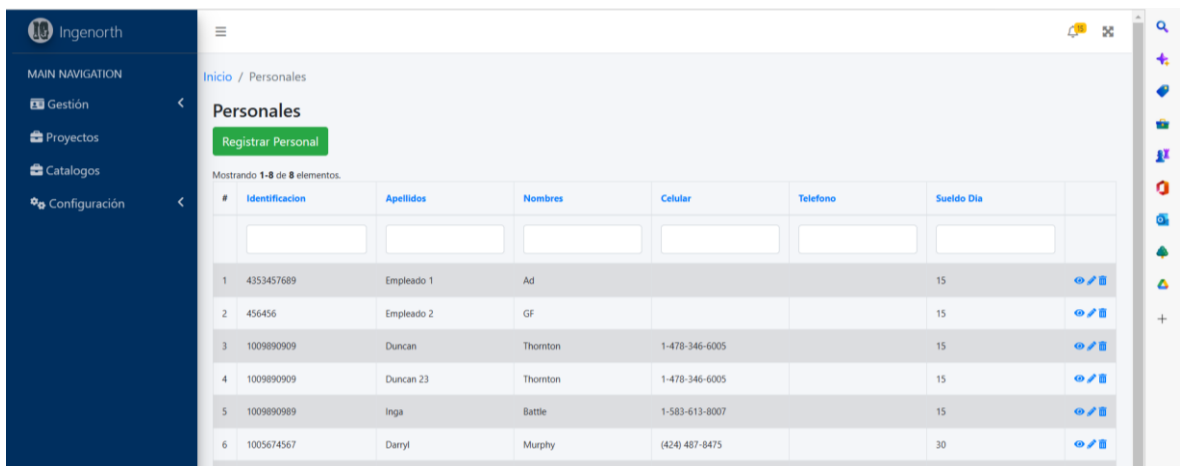 Ingenorth
15
MAIN NAVIGATION
Inicio / Personales
Gestión
Personales
Proyectos
Registrar Personal
Catalogos
Mostrando 1-8 de 8 elementos.
Configuración
# Identificacion Apellidos Nombres Celular Telefono Sueldo Dia
1 4353457689 Empleado 1 Ad 15
2 456456 Empleado 2 GF 15
3 1009890909 Duncan Thornton 1-478-346-6005 15
4 1009890909 Duncan 23 Thornton 1-478-346-6005 15
5 1009890989 Inga Battle 1-583-613-8007 15
6 1005674567 Darryl Murphy (424) 487-8475 30